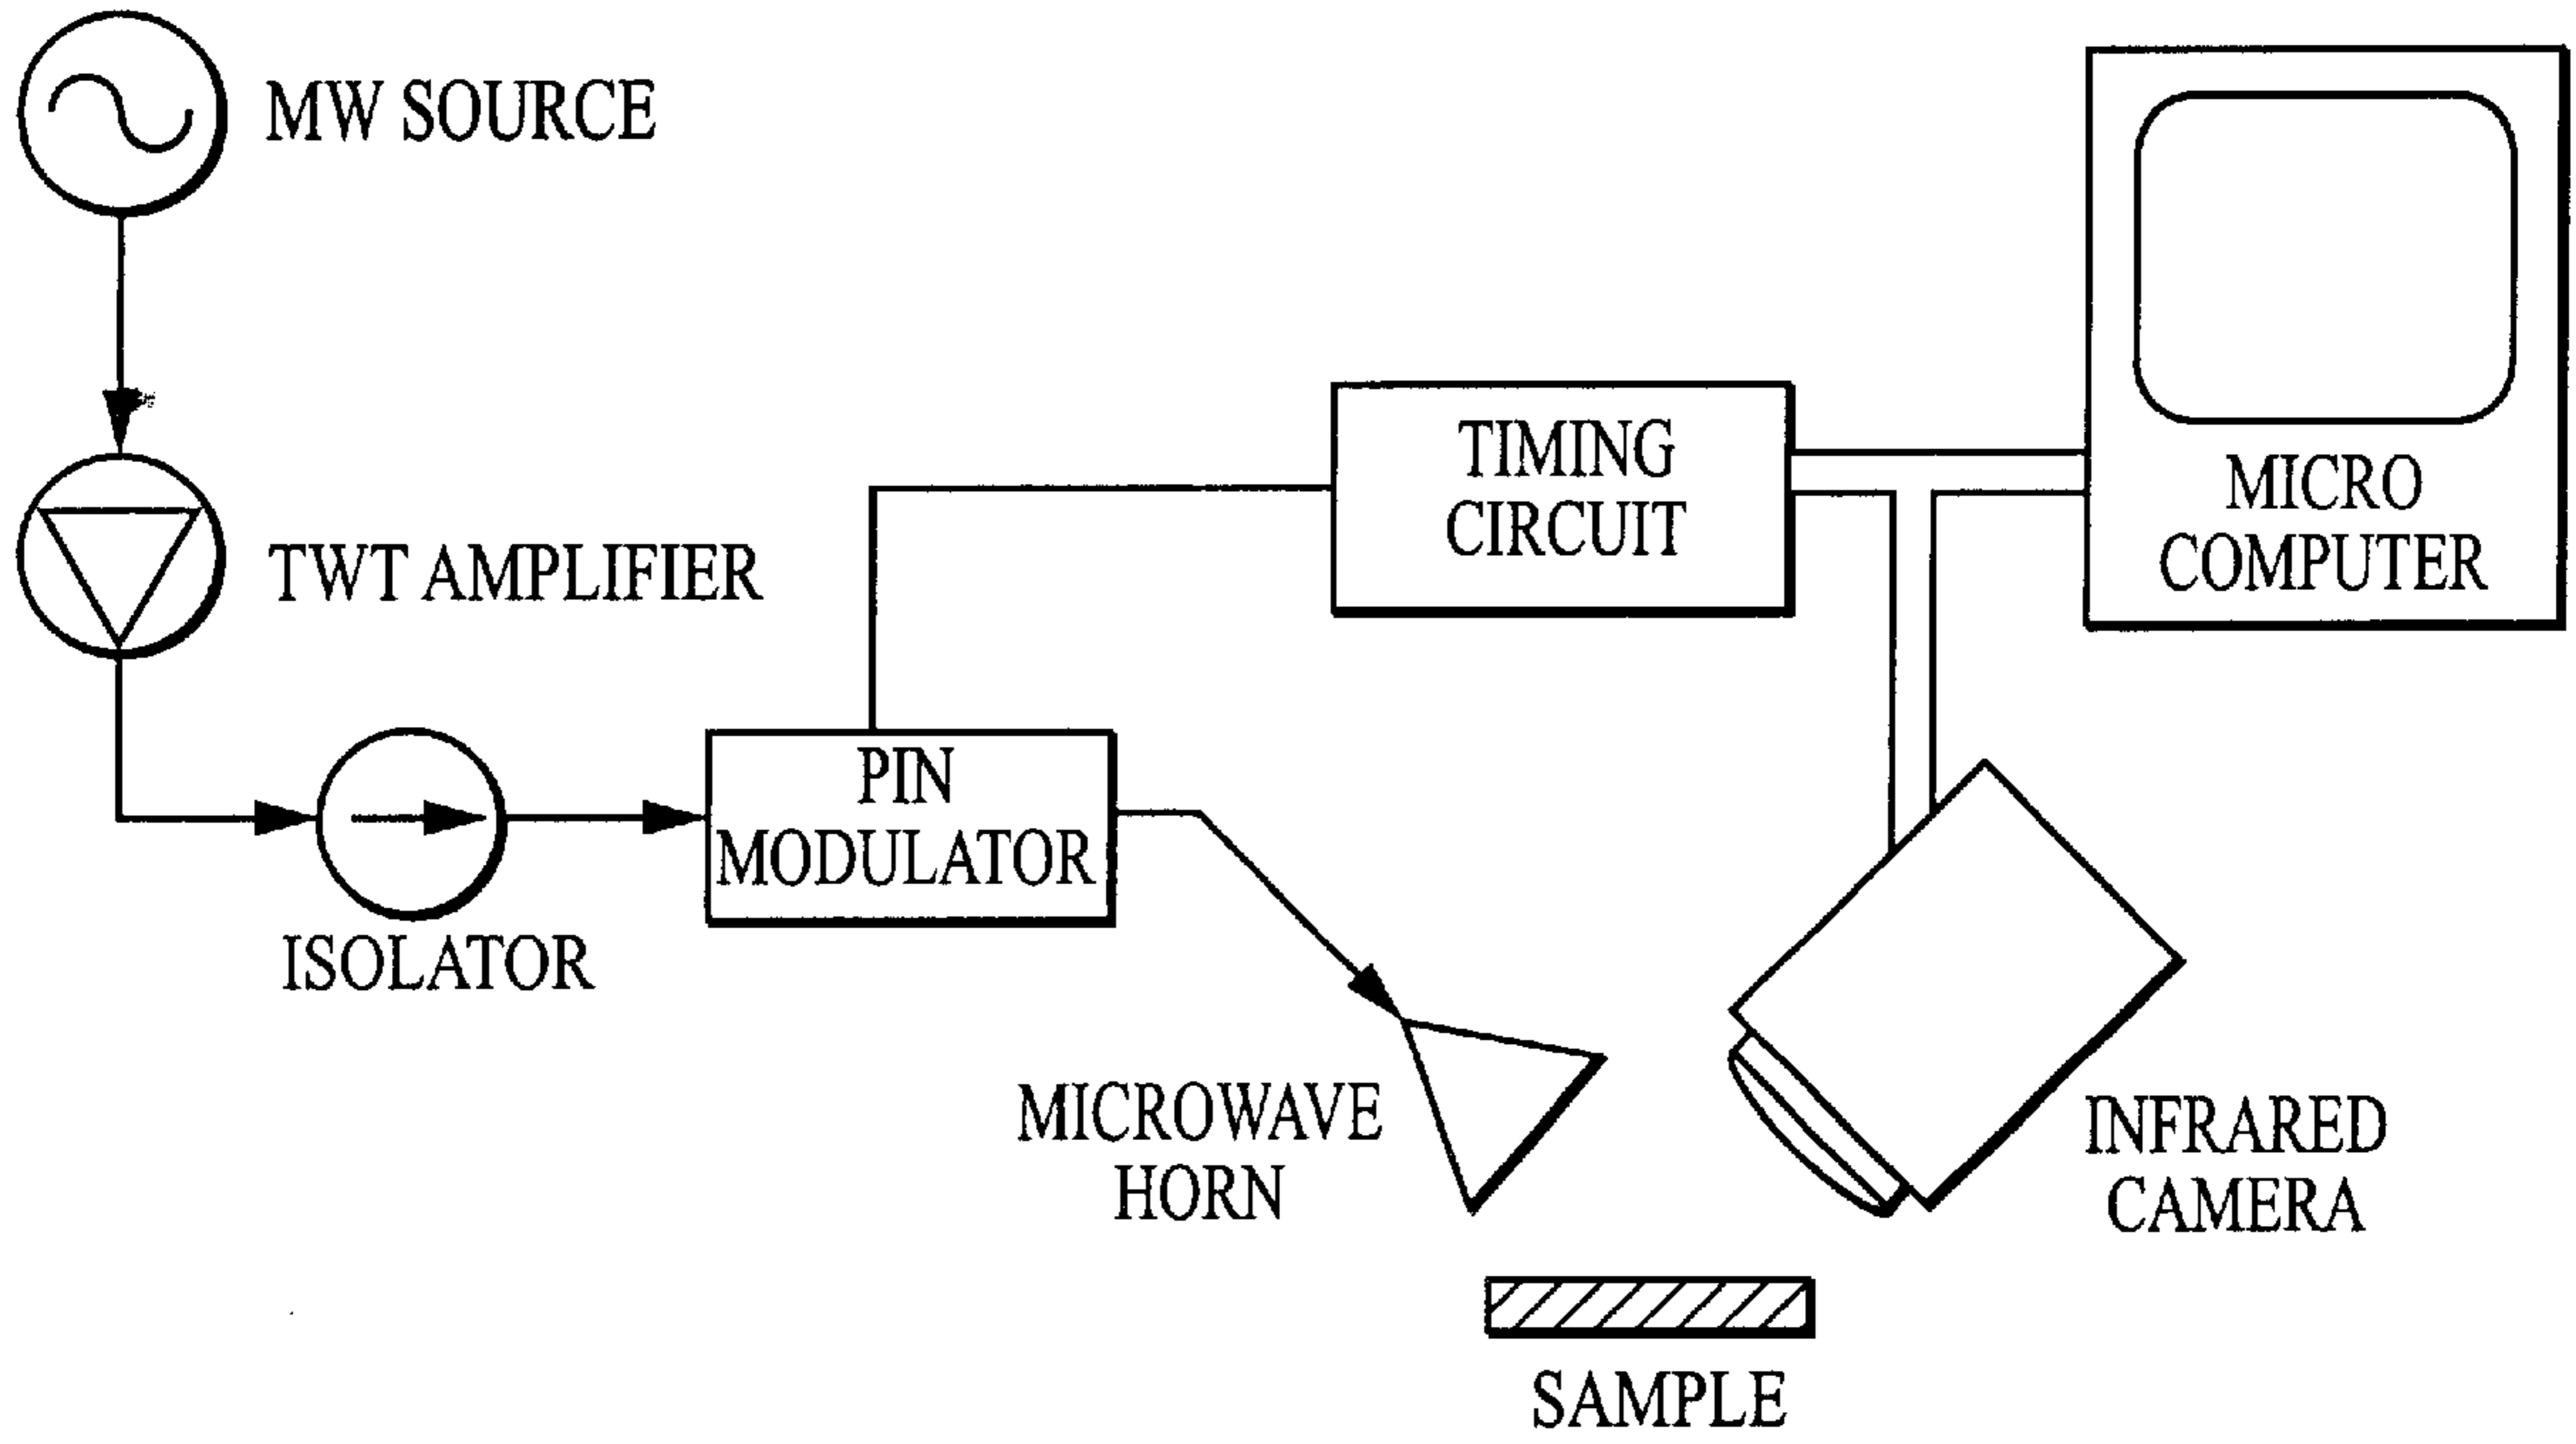 MW SOURCE
TWT AMPLIFIER
ISOLATOR
PIN
MODULATOR
TIMING
CIRCUIT
MICRO
COMPUTER
MICROWAVE
HORN
INFRARED
CAMERA
SAMPLE